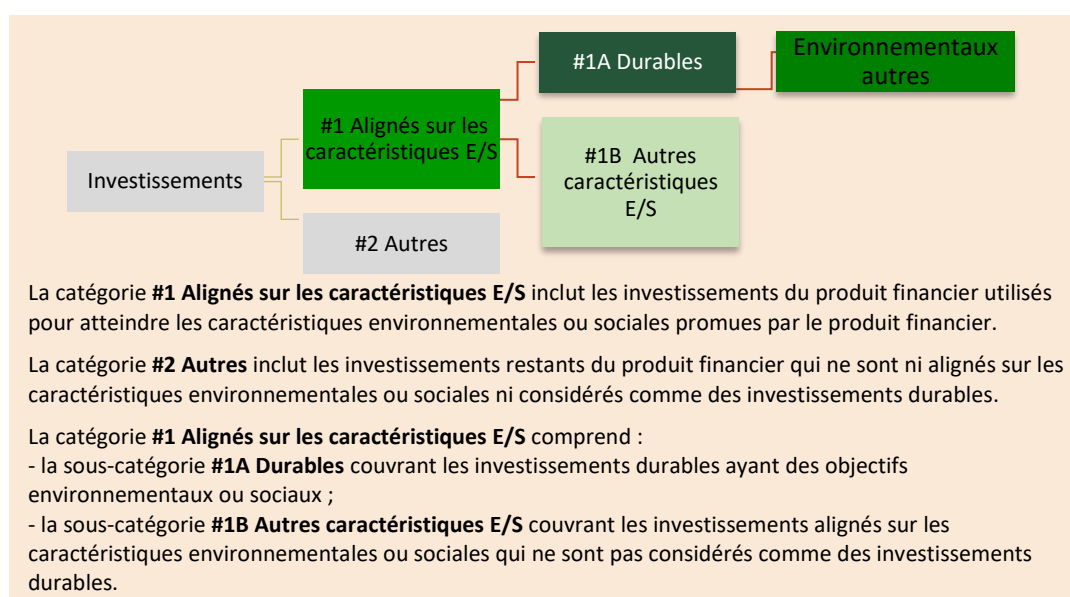 #1A Durables
Environnementaux
autres
#1 Alignés sur les
caractéristiques E/S
#1B Autres
caractéristiques
E/S
Investissements
#2 Autres
La catégorie #1 Alignés sur les caractéristiques E/S inclut les investissements du produit financier utilisés
pour atteindre les caractéristiques environnementales ou sociales promues par le produit financier.
La catégorie #2 Autres inclut les investissements restants du produit financier qui ne sont ni alignés sur les
caractéristiques environnementales ou sociales ni considérés comme des investissements durables.
La catégorie #1 Alignés sur les caractéristiques E/S comprend :
- la sous-catégorie #1A Durables couvrant les investissements durables ayant des objectifs
environnementaux ou sociaux ;
- la sous-catégorie #1B Autres caractéristiques E/S couvrant les investissements alignés sur les
caractéristiques environnementales ou sociales qui ne sont pas considérés comme des investissements
durables.